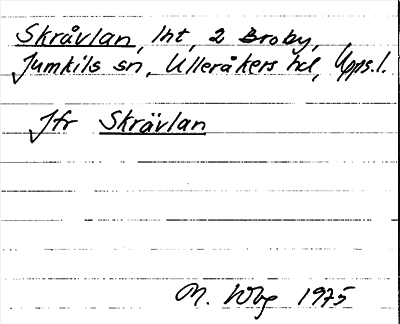 Skråvlan, lht, 2 Broby,
Jumkils sn, Ulleråkers hd, Upps.l.
Jfr Skrävlan
M. Wbg 1975